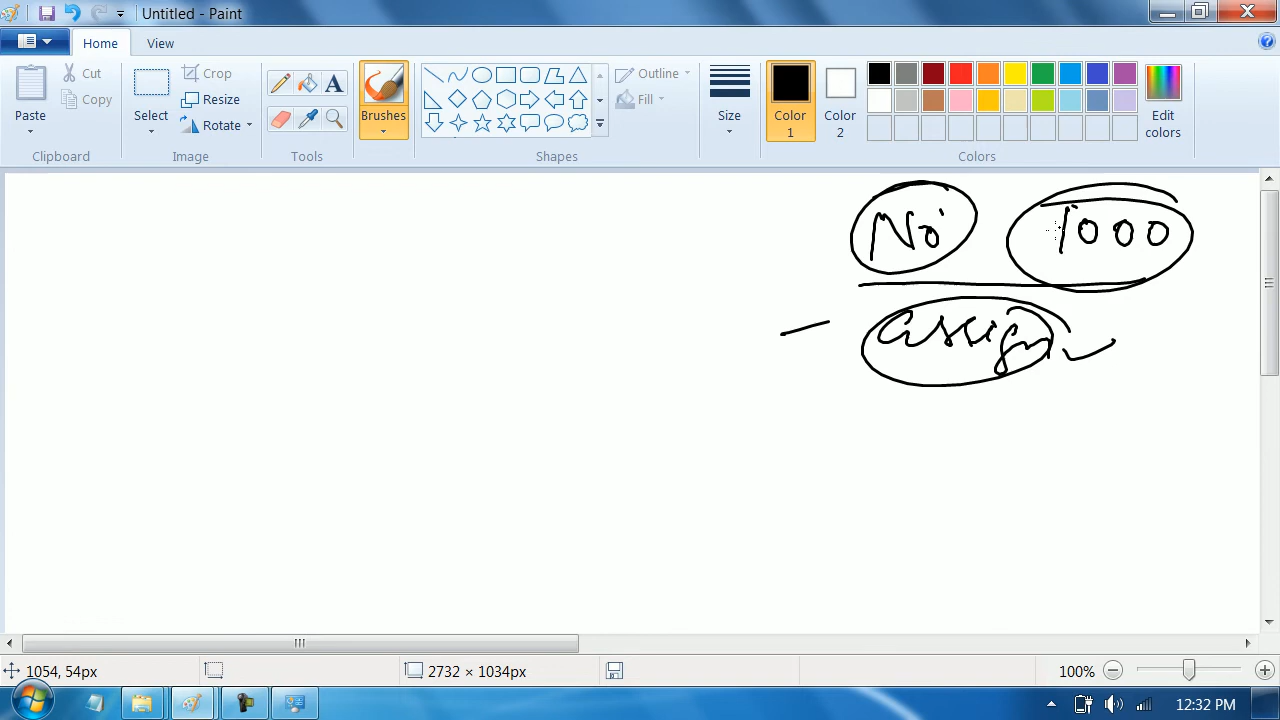 Untitled - Paint
Home View
Cut
Copy
Paste
Clipboard
Select
Crop
Resize
Rotate
Image
A
Tools
Brushes
Outline
Fill
Shapes
Size
Color 1
Color 2
Edit colors
Colors
No 1000
assign
1054, 54px
2732 × 1034px
100%
12:32 PM